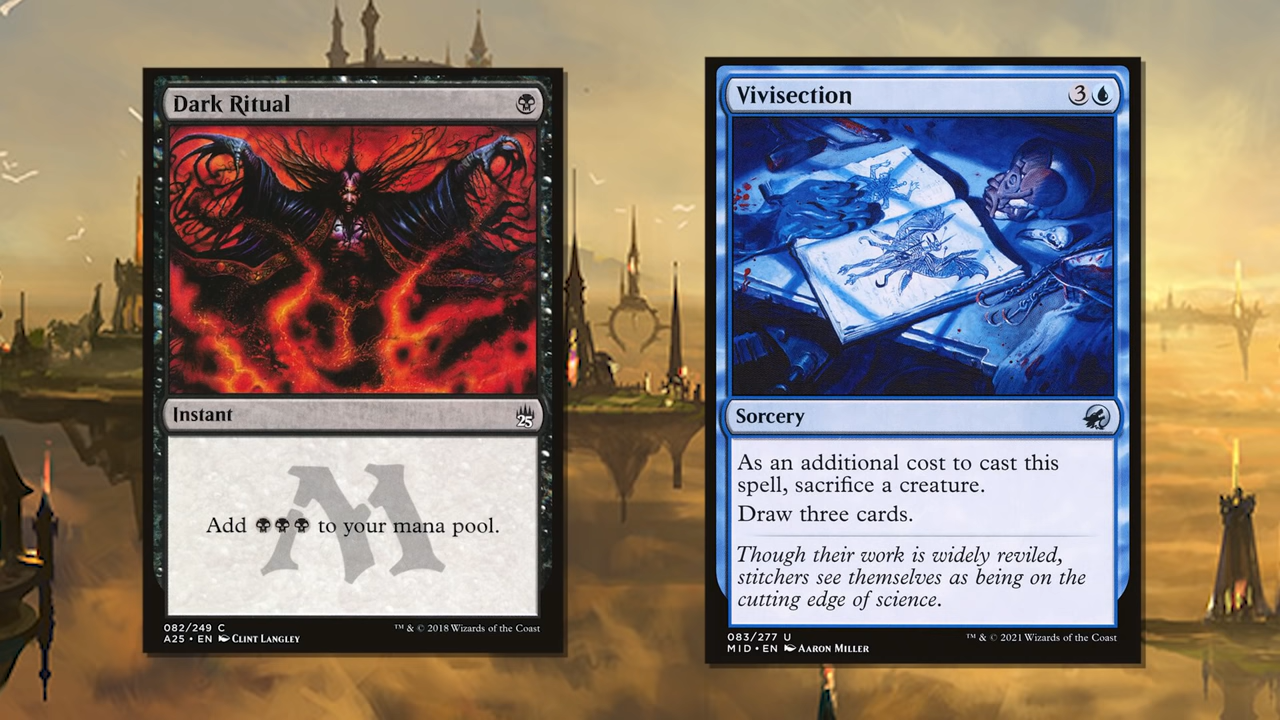 Dark Ritual
Instant
25
Add to your mana pool.
082/249 C
A25 • EN CLINT LANGLEY
™ & © 2018 Wizards of the Coast
Vivisection
3
Sorcery
As an additional cost to cast this
spell, sacrifice a creature.
Draw three cards.
Though their work is widely reviled,
stitchers see themselves as being on the
cutting edge of science.
083/277 U
MID • EN AARON MILLER
™ & © 2021 Wizards of the Coast